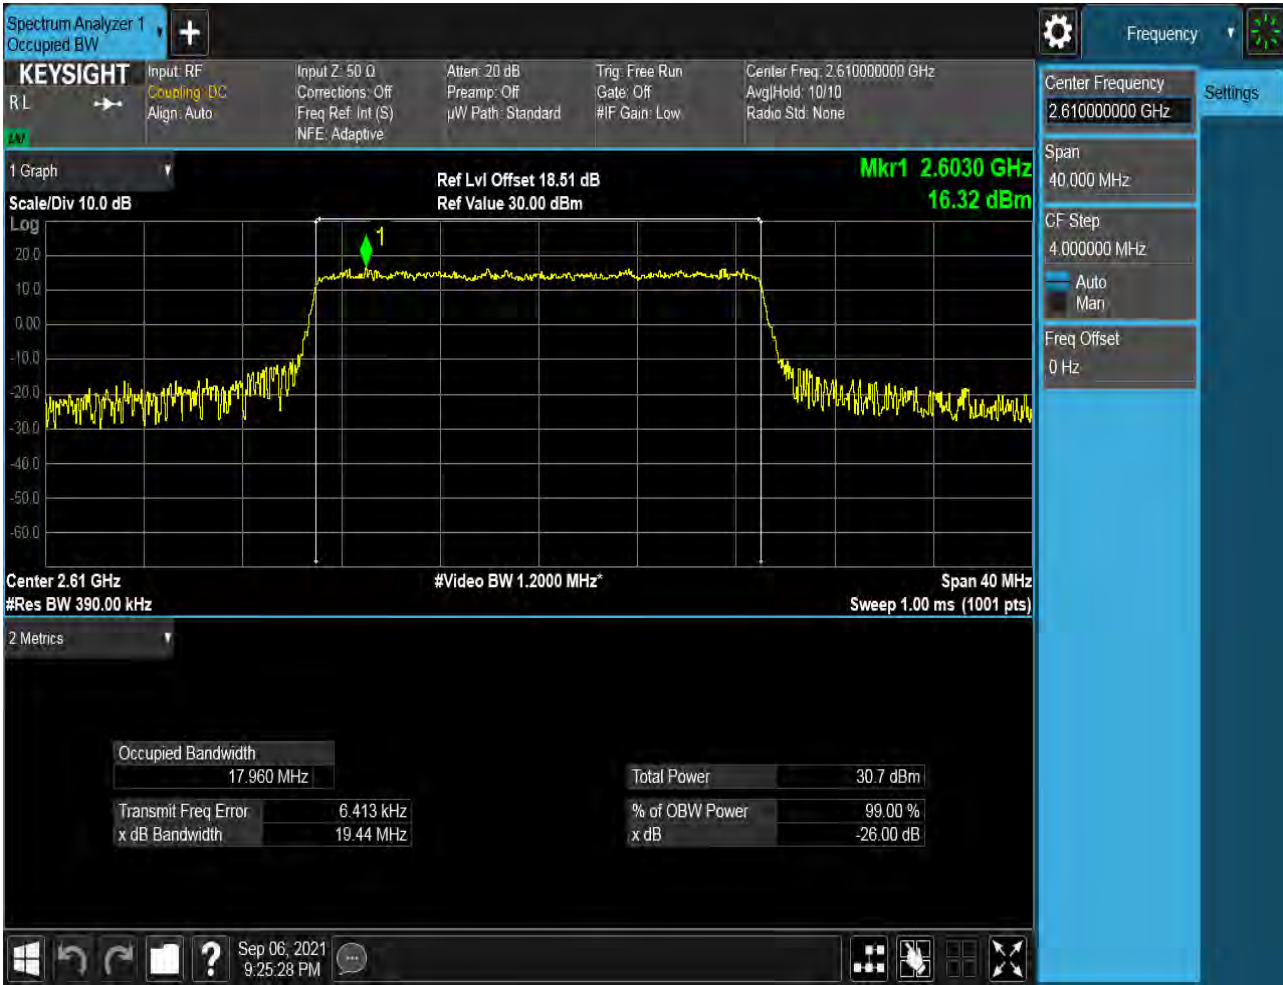 Spectrum Analyzer 1
Occupied BW
+
Frequency
KEYSIGHT
R L
LXI
Input: RF
Coupling: DC
Align: Auto
Input Z: 50 Ω
Corrections: Off
Freq Ref: Int (S)
NFE: Adaptive
Atten: 20 dB
Preamp: Off
µW Path: Standard
Trig: Free Run
Gate: Off
#IF Gain: Low
Center Freq: 2.610000000 GHz
Avg|Hold: 10/10
Radio Std: None
Center Frequency
2.610000000 GHz
Settings
Span
40.000 MHz
CF Step
4.000000 MHz
Auto
Man
Freq Offset
0 Hz
1 Graph
Scale/Div 10.0 dB
Log
Ref Lvl Offset 18.51 dB
Ref Value 30.00 dBm
Mkr1 2.6030 GHz
16.32 dBm
1
20.0
10.0
0.00
-10.0
-20.0
-30.0
-40.0
-50.0
-60.0
Center 2.61 GHz
#Res BW 390.00 kHz
#Video BW 1.2000 MHz*
Span 40 MHz
Sweep 1.00 ms (1001 pts)
2 Metrics
Occupied Bandwidth
17.960 MHz
Transmit Freq Error 6.413 kHz
x dB Bandwidth 19.44 MHz
Total Power 30.7 dBm
% of OBW Power 99.00 %
x dB -26.00 dB
?
Sep 06, 2021
9:25:28 PM